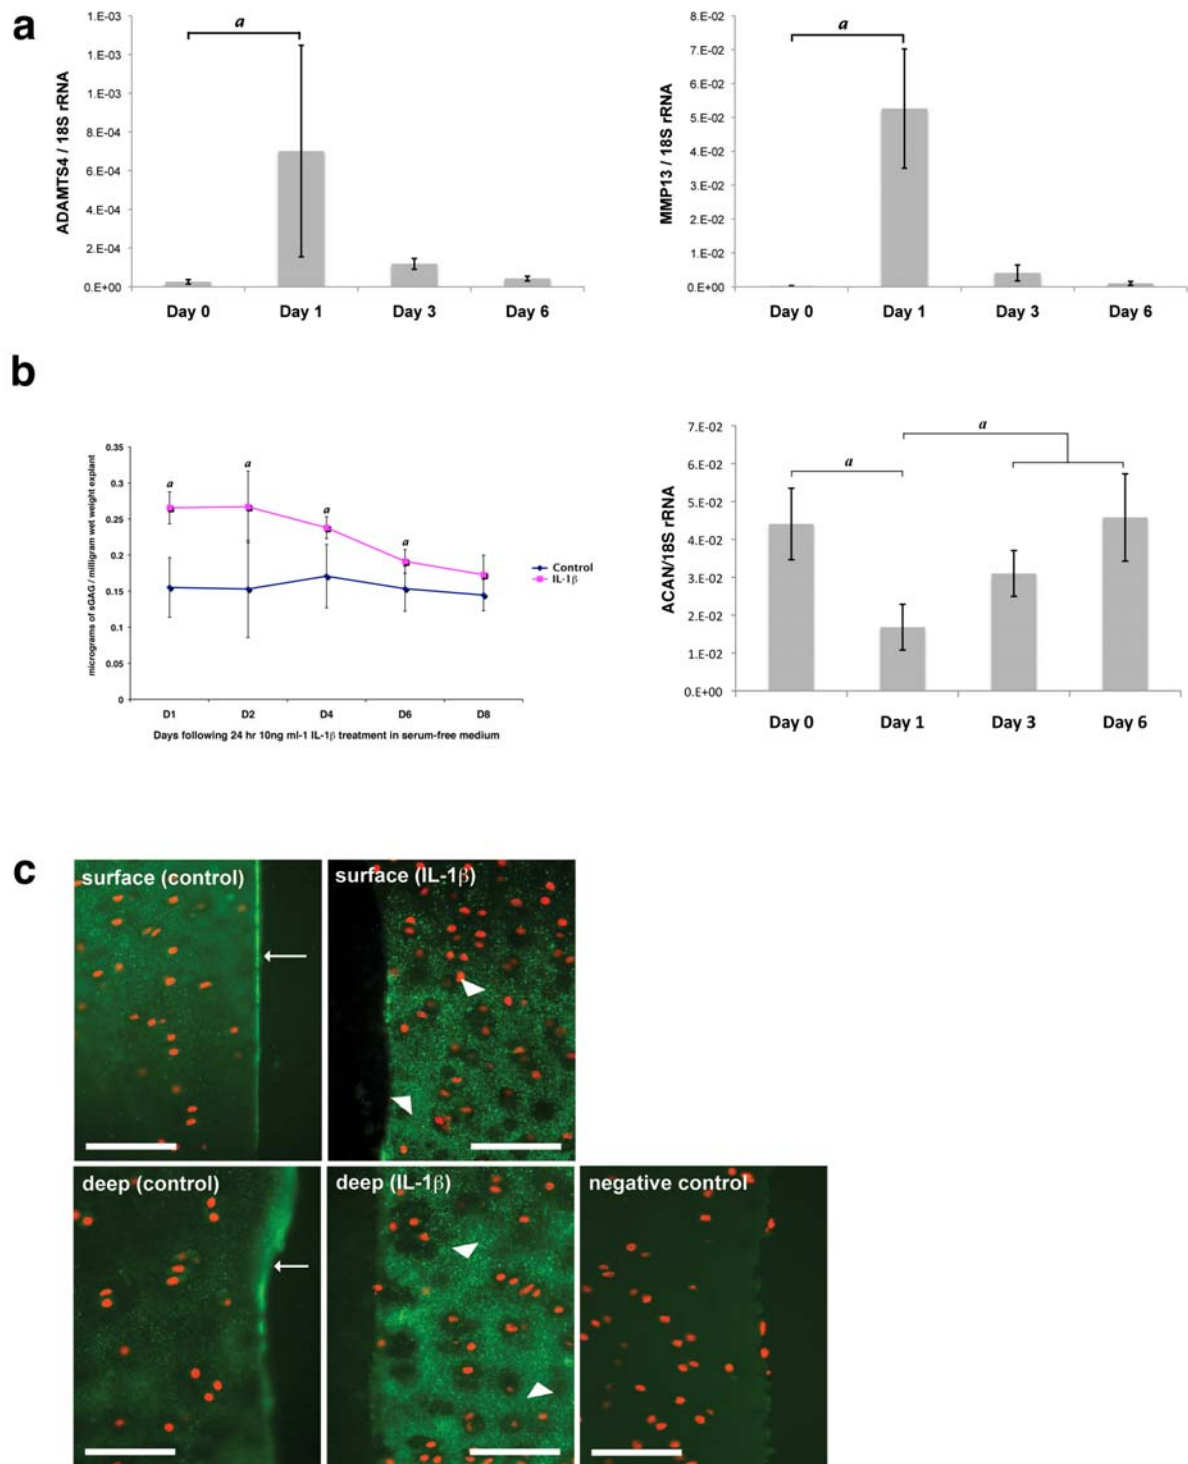 a
a
a
1.E-03
1.E-03
1.E-03
8.E-04
6.E-04
4.E-04
2.E-04
0.E+00
ADAMTS4 / 18S rRNA
Day 0 Day 1 Day 3 Day 6
8.E-02
7.E-02
6.E-02
5.E-02
4.E-02
3.E-02
2.E-02
1.E-02
0.E+00
MMP13 / 18S rRNA
Day 0 Day 1 Day 3 Day 6
b
0.35
0.3
0.25
0.2
0.15
0.1
0.05
0
micrograms of sGAG / milligram wet weight explant
a
a
a
a
Control
IL-1β
D1 D2 D4 D6 D8
Days following 24 hr 10ng ml-1 IL-1β treatment in serum-free medium
a
a
7.E-02
6.E-02
5.E-02
4.E-02
3.E-02
2.E-02
1.E-02
0.E+00
ACAN/18S rRNA
Day 0 Day 1 Day 3 Day 6
c
surface (control)
surface (IL-1β)
deep (control)
deep (IL-1β)
negative control